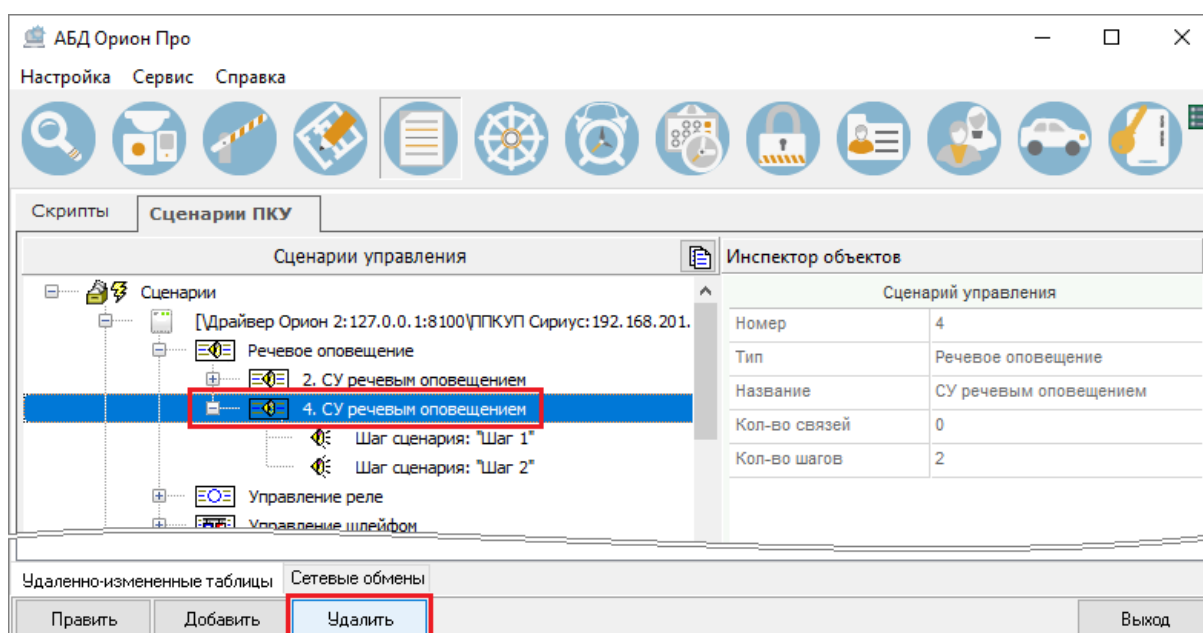 АБД Орион Про
Настройка Сервис Справка
Скрипты Сценарии ПКУ
Сценарии управления Инспектор объектов
Сценарии Сценарий управления
[\Драйвер Орион 2:127.0.0.1:8100\ППКУП Сириус:192.168.201.
Номер 4
Речевое оповещение
Тип Речевое оповещение
2. СУ речевым оповещением
Название СУ речевым оповещением
4. СУ речевым оповещением
Кол-во связей 0
Шаг сценария: "Шаг 1"
Кол-во шагов 2
Шаг сценария: "Шаг 2"
Управление реле
Управление шлейфом
Удаленно-измененные таблицы Сетевые обмены
Править Добавить Удалить Выход